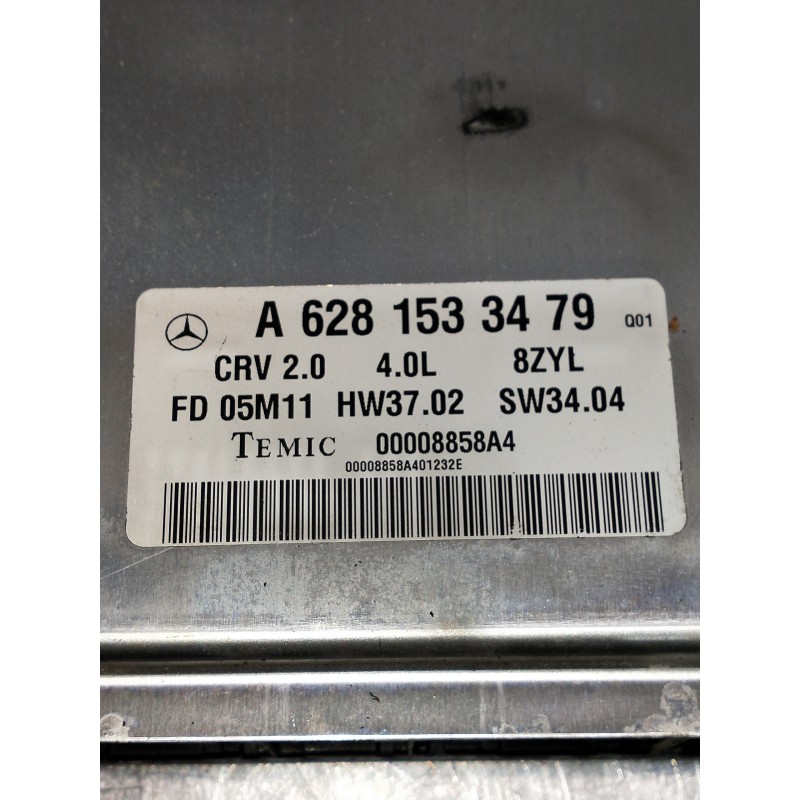 A 628 153 34 79 Q01
CRV 2.0 4.0L 8ZYL
FD 05M11 HW37.02 SW34.04
TEMIC 00008858A4
00008858A401232E